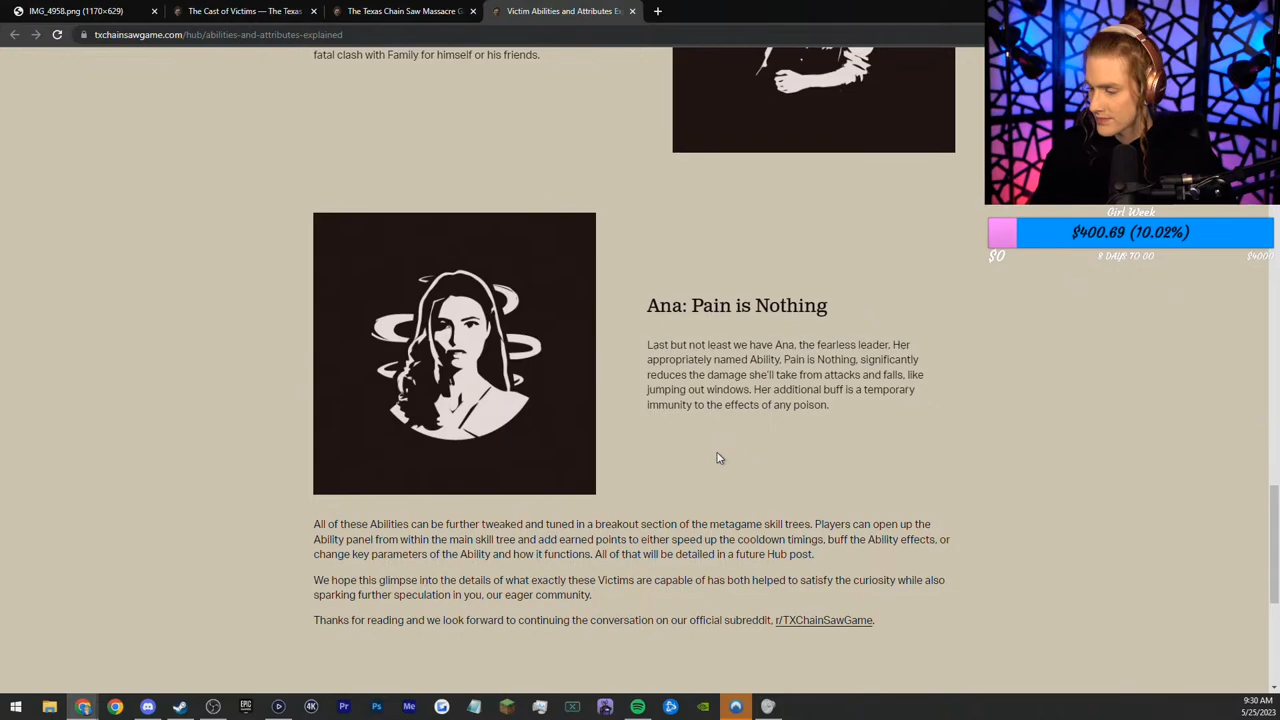 IMG_4958.png (1170×629)
The Cast of Victims — The Texas
The Texas Chain Saw Massacre G
Victim Abilities and Attributes Ex
txchainsawgame.com/hub/abilities-and-attributes-explained
fatal clash with Family for himself or his friends.
Girl Week
$400.69 (10.02%)
$0
8 DAYS TO GO
$4000
Ana: Pain is Nothing
Last but not least we have Ana, the fearless leader. Her
appropriately named Ability, Pain is Nothing, significantly
reduces the damage she'll take from attacks and falls, like
jumping out windows. Her additional buff is a temporary
immunity to the effects of any poison.
All of these Abilities can be further tweaked and tuned in a breakout section of the metagame skill trees. Players can open up the
Ability panel from within the main skill tree and add earned points to either speed up the cooldown timings, buff the Ability effects, or
change key parameters of the Ability and how it functions. All of that will be detailed in a future Hub post.
We hope this glimpse into the details of what exactly these Victims are capable of has both helped to satisfy the curiosity while also
sparking further speculation in you, our eager community.
Thanks for reading and we look forward to continuing the conversation on our official subreddit, r/TXChainSawGame.
EPIC
4K
Pr
Ps
Me
9:30 AM
5/25/2023